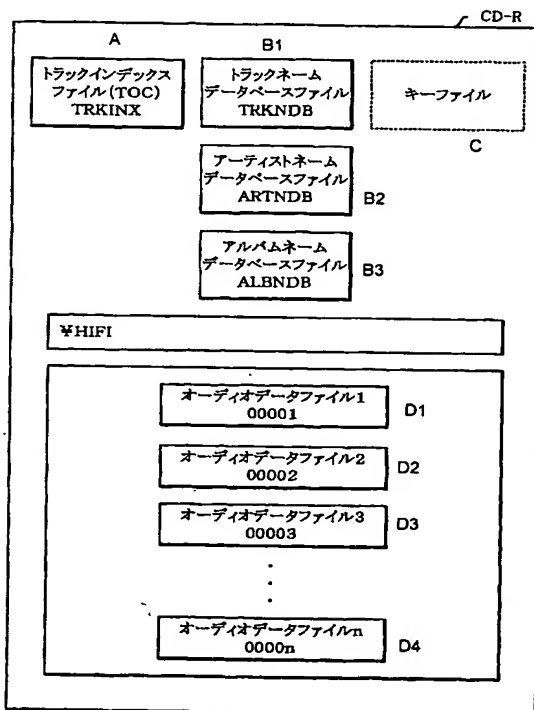 CD-R
A
B1
トラックインデックス
ファイル(TOC)
TRKINX
トラックネーム
データベースファイル
TRKNDB
キーファイル
C
アーティストネーム
データベースファイル
ARTNDB
B2
アルバムネーム
データベースファイル
ALBNDB
B3
¥HIFI
オーディオデータファイル1
00001
D1
オーディオデータファイル2
00002
D2
オーディオデータファイル3
00003
D3
オーディオデータファイルn
0000n
D4